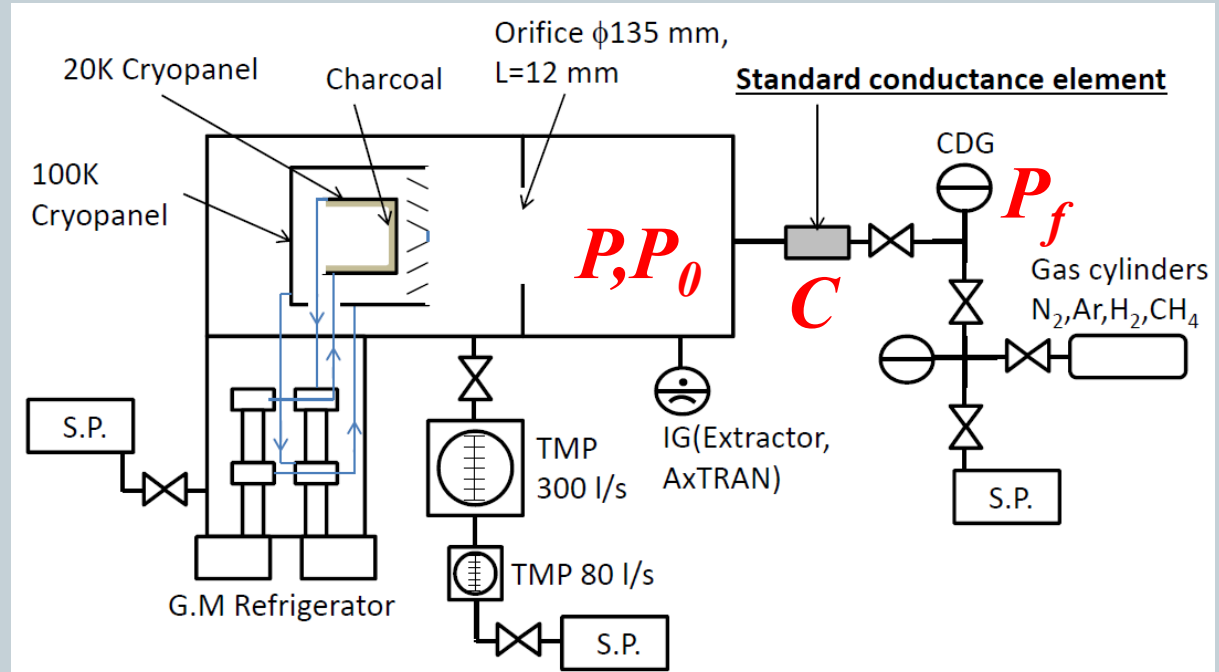 Orifice ϕ135 mm,
L=12 mm
20K Cryopanel
Charcoal
Standard conductance element
CDG
100K
Cryopanel
P,P₀
C
P_f
Gas cylinders
N₂,Ar,H₂,CH₄
S.P.
TMP
300 l/s
IG(Extractor,
AxTRAN)
S.P.
TMP 80 l/s
G.M Refrigerator
S.P.